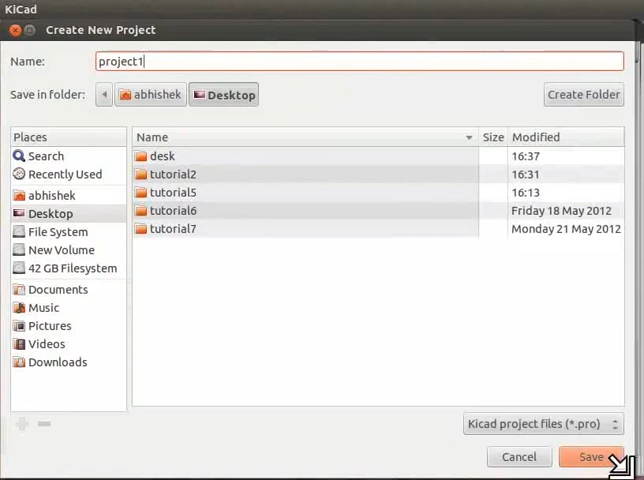 KiCad
Create New Project
Name: project1
Save in folder: abhishek Desktop Create Folder
Places Name Size Modified
Search desk 16:37
Recently Used tutorial2 16:31
abhishek tutorial5 16:13
Desktop tutorial6 Friday 18 May 2012
File System tutorial7 Monday 21 May 2012
New Volume
42 GB Filesystem
Documents
Music
Pictures
Videos
Downloads
Kicad project files (*.pro)
Cancel Save